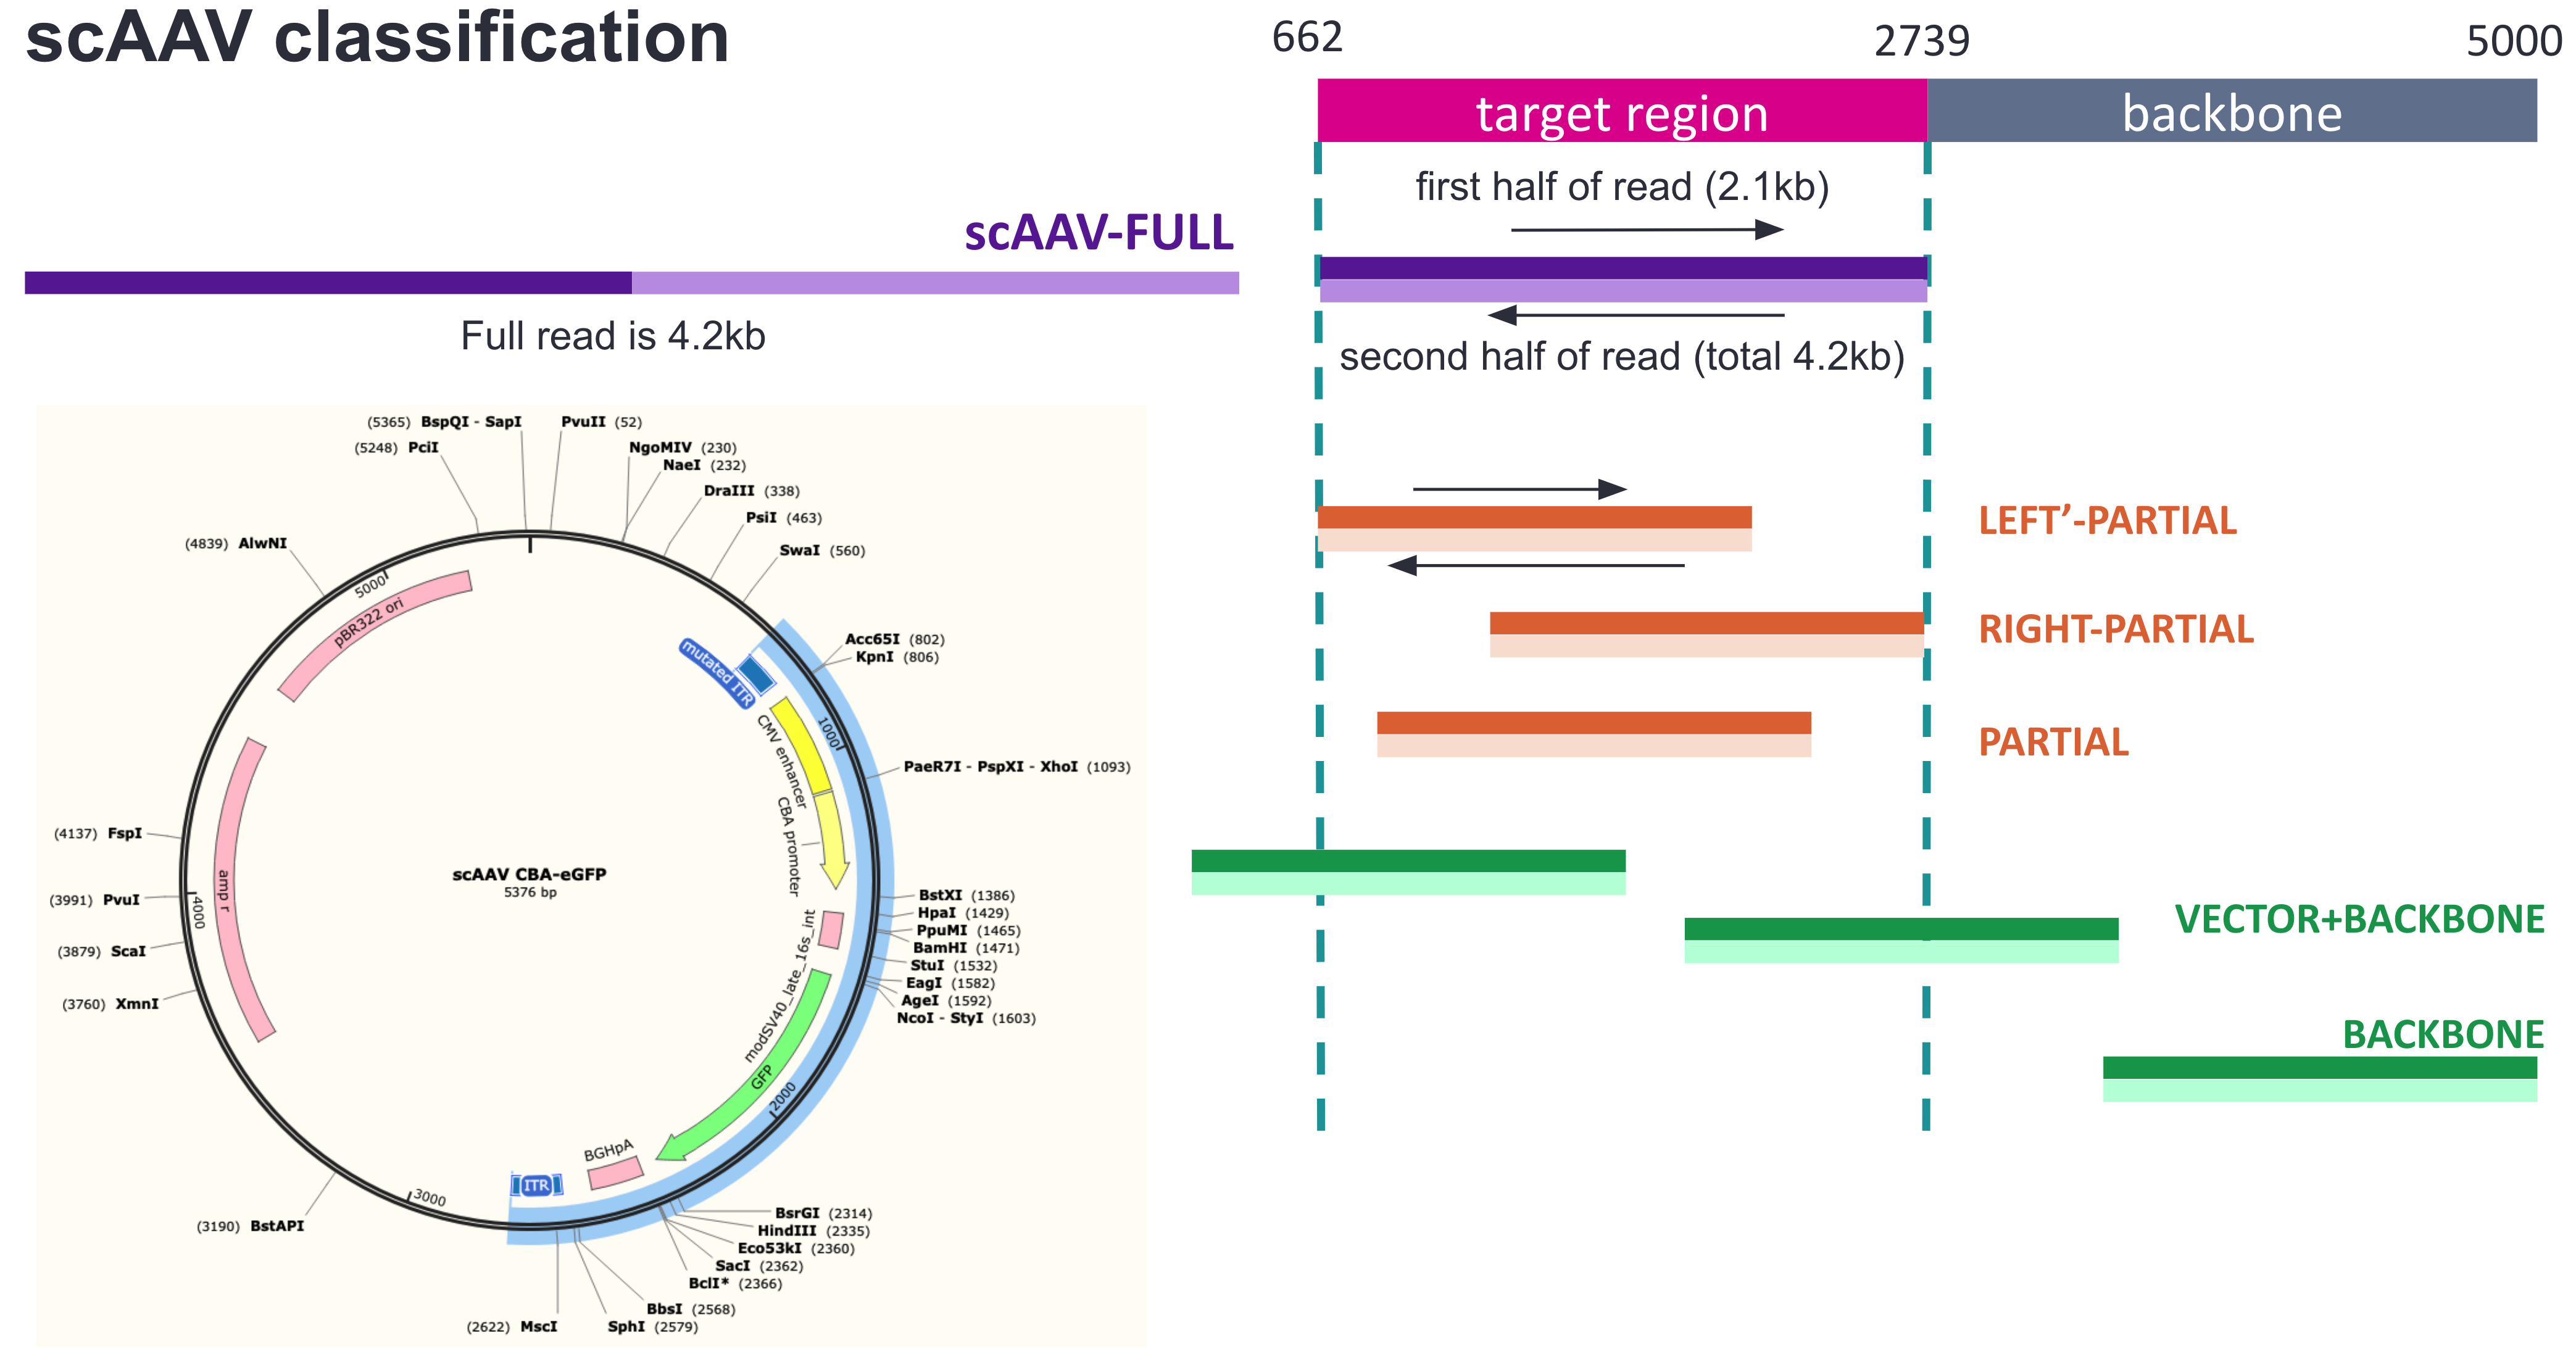 scAAV classification
662
2739
5000
target region
backbone
first half of read (2.1kb)
scAAV-FULL
Full read is 4.2kb
second half of read (total 4.2kb)
LEFT’-PARTIAL
RIGHT-PARTIAL
PARTIAL
VECTOR+BACKBONE
BACKBONE
(5365) BspQI - SapI
PvuII (52)
(5248) PciI
NgoMIV (230)
NaeI (232)
DraIII (338)
PsiI (463)
(4839) AlwNI
SwaI (560)
5000
pBR322 ori
mutated ITR
Acc65I (802)
KpnI (806)
1000
CMV enhancer
PaeR7I - PspXI - XhoI (1093)
CBA promoter
(4137) FspI
scAAV CBA-eGFP
5376 bp
amp r
(3991) PvuI
4000
BstXI (1386)
HpaI (1429)
PpuMI (1465)
BamHI (1471)
(3879) ScaI
StuI (1532)
EagI (1582)
AgeI (1592)
(3760) XmnI
NcoI - StyI (1603)
modSV40_late_16s_int
GFP
2000
BGHpA
ITR
3000
(3190) BstAPI
BsrGI (2314)
HindIII (2335)
Eco53kI (2360)
SacI (2362)
BclI* (2366)
BbsI (2568)
(2622) MscI
SphI (2579)